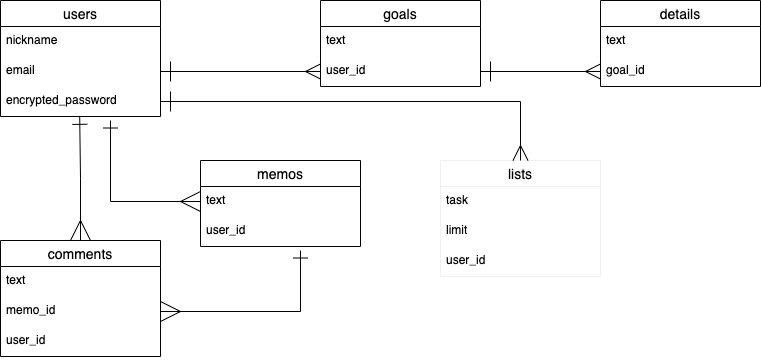 users
nickname
email
encrypted_password
goals
text
user_id
details
text
goal_id
memos
text
user_id
lists
task
limit
user_id
comments
text
memo_id
user_id